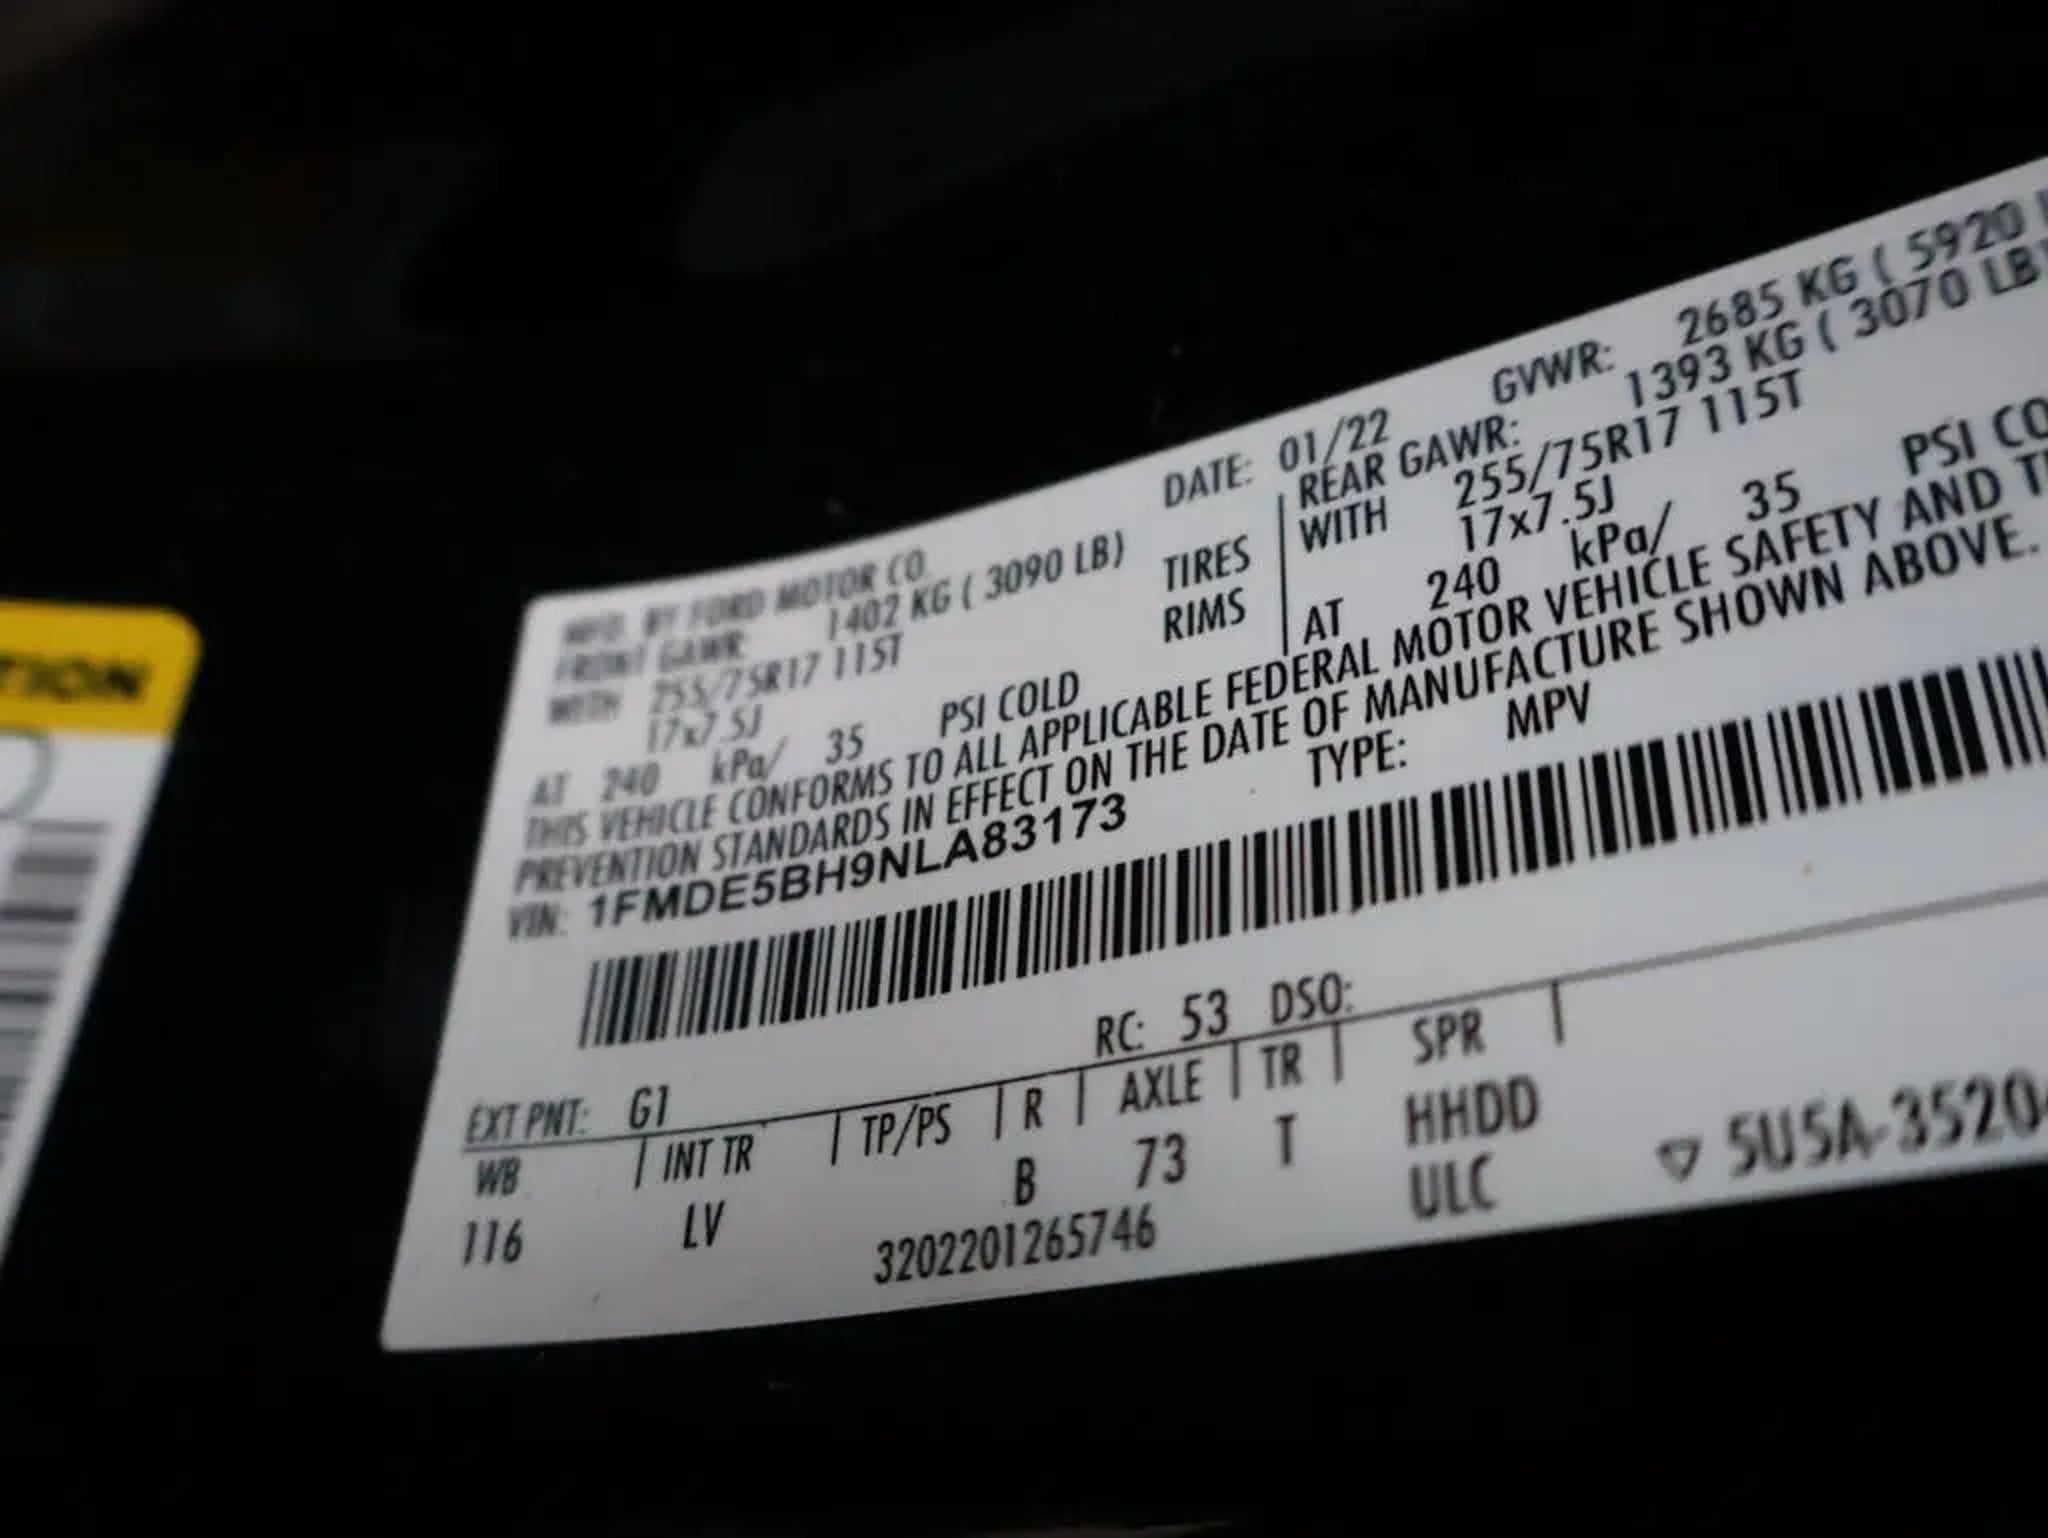 TION
MFD. BY FORD MOTOR CO.
DATE: 01/22
GVWR: 2685 KG ( 5920
FRONT GAWR: 1402 KG ( 3090 LB)
REAR GAWR: 1393 KG ( 3070 LB)
WITH 255/75R17 115T
TIRES
WITH 255/75R17 115T
17x7.5J
RIMS
17x7.5J
AT 240 kPa/ 35 PSI COLD
AT 240 kPa/ 35 PSI CO
THIS VEHICLE CONFORMS TO ALL APPLICABLE FEDERAL MOTOR VEHICLE SAFETY AND T
PREVENTION STANDARDS IN EFFECT ON THE DATE OF MANUFACTURE SHOWN ABOVE.
VIN: 1FMDE5BH9NLA83173
TYPE: MPV
EXT PNT: G1
RC: 53 DSO:
WB | INT TR | TP/PS | R | AXLE | TR | SPR |
116 LV B 73 T HHDD
ULC
3202201265746
▽ 5U5A-3520